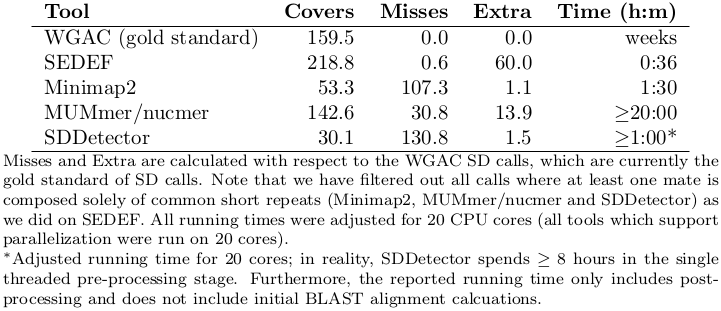 Tool Covers Misses Extra Time (h:m)
WGAC (gold standard) 159.5 0.0 0.0 weeks
SEDEF 218.8 0.6 60.0 0:36
Minimap2 53.3 107.3 1.1 1:30
MUMmer/nucmer 142.6 30.8 13.9 ≥20:00
SDDetector 30.1 130.8 1.5 ≥1:00*
Misses and Extra are calculated with respect to the WGAC SD calls, which are currently the
gold standard of SD calls. Note that we have filtered out all calls where at least one mate is
composed solely of common short repeats (Minimap2, MUMmer/nucmer and SDDetector) as
we did on SEDEF. All running times were adjusted for 20 CPU cores (all tools which support
parallelization were run on 20 cores).
*Adjusted running time for 20 cores; in reality, SDDetector spends ≥ 8 hours in the single
threaded pre-processing stage. Furthermore, the reported running time only includes post-
processing and does not include initial BLAST alignment calcuations.